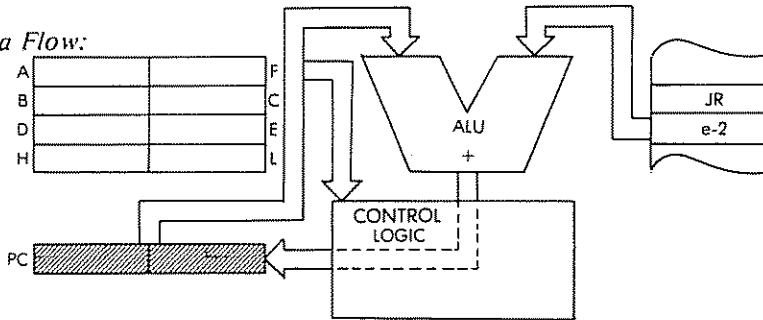 a Flow:
A F
B C
D E
H L
PC
ALU
+
CONTROL
LOGIC
JR
e-2